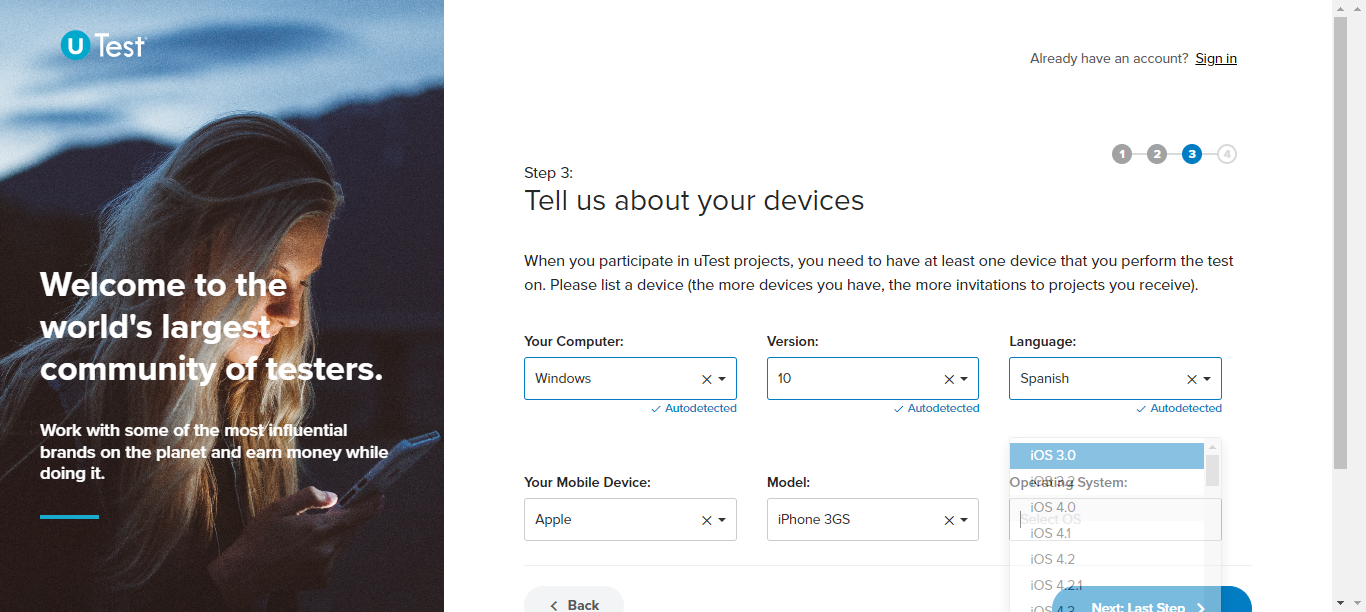 U Test
Already have an account? Sign in
1 2 3 4
Step 3:
Tell us about your devices
Welcome to the
world's largest
community of testers.
Work with some of the most influential
brands on the planet and earn money while
doing it.
When you participate in uTest projects, you need to have at least one device that you perform the test
on. Please list a device (the more devices you have, the more invitations to projects you receive).
Your Computer:
Windows
Autodetected
Version:
10
Autodetected
Language:
Spanish
Autodetected
Your Mobile Device:
Apple
Model:
iPhone 3GS
Operating System:
Select OS
iOS 3.0
iOS 3.2
iOS 4.0
iOS 4.1
iOS 4.2
iOS 4.2.1
iOS 4.3
Back
Next: Last Step